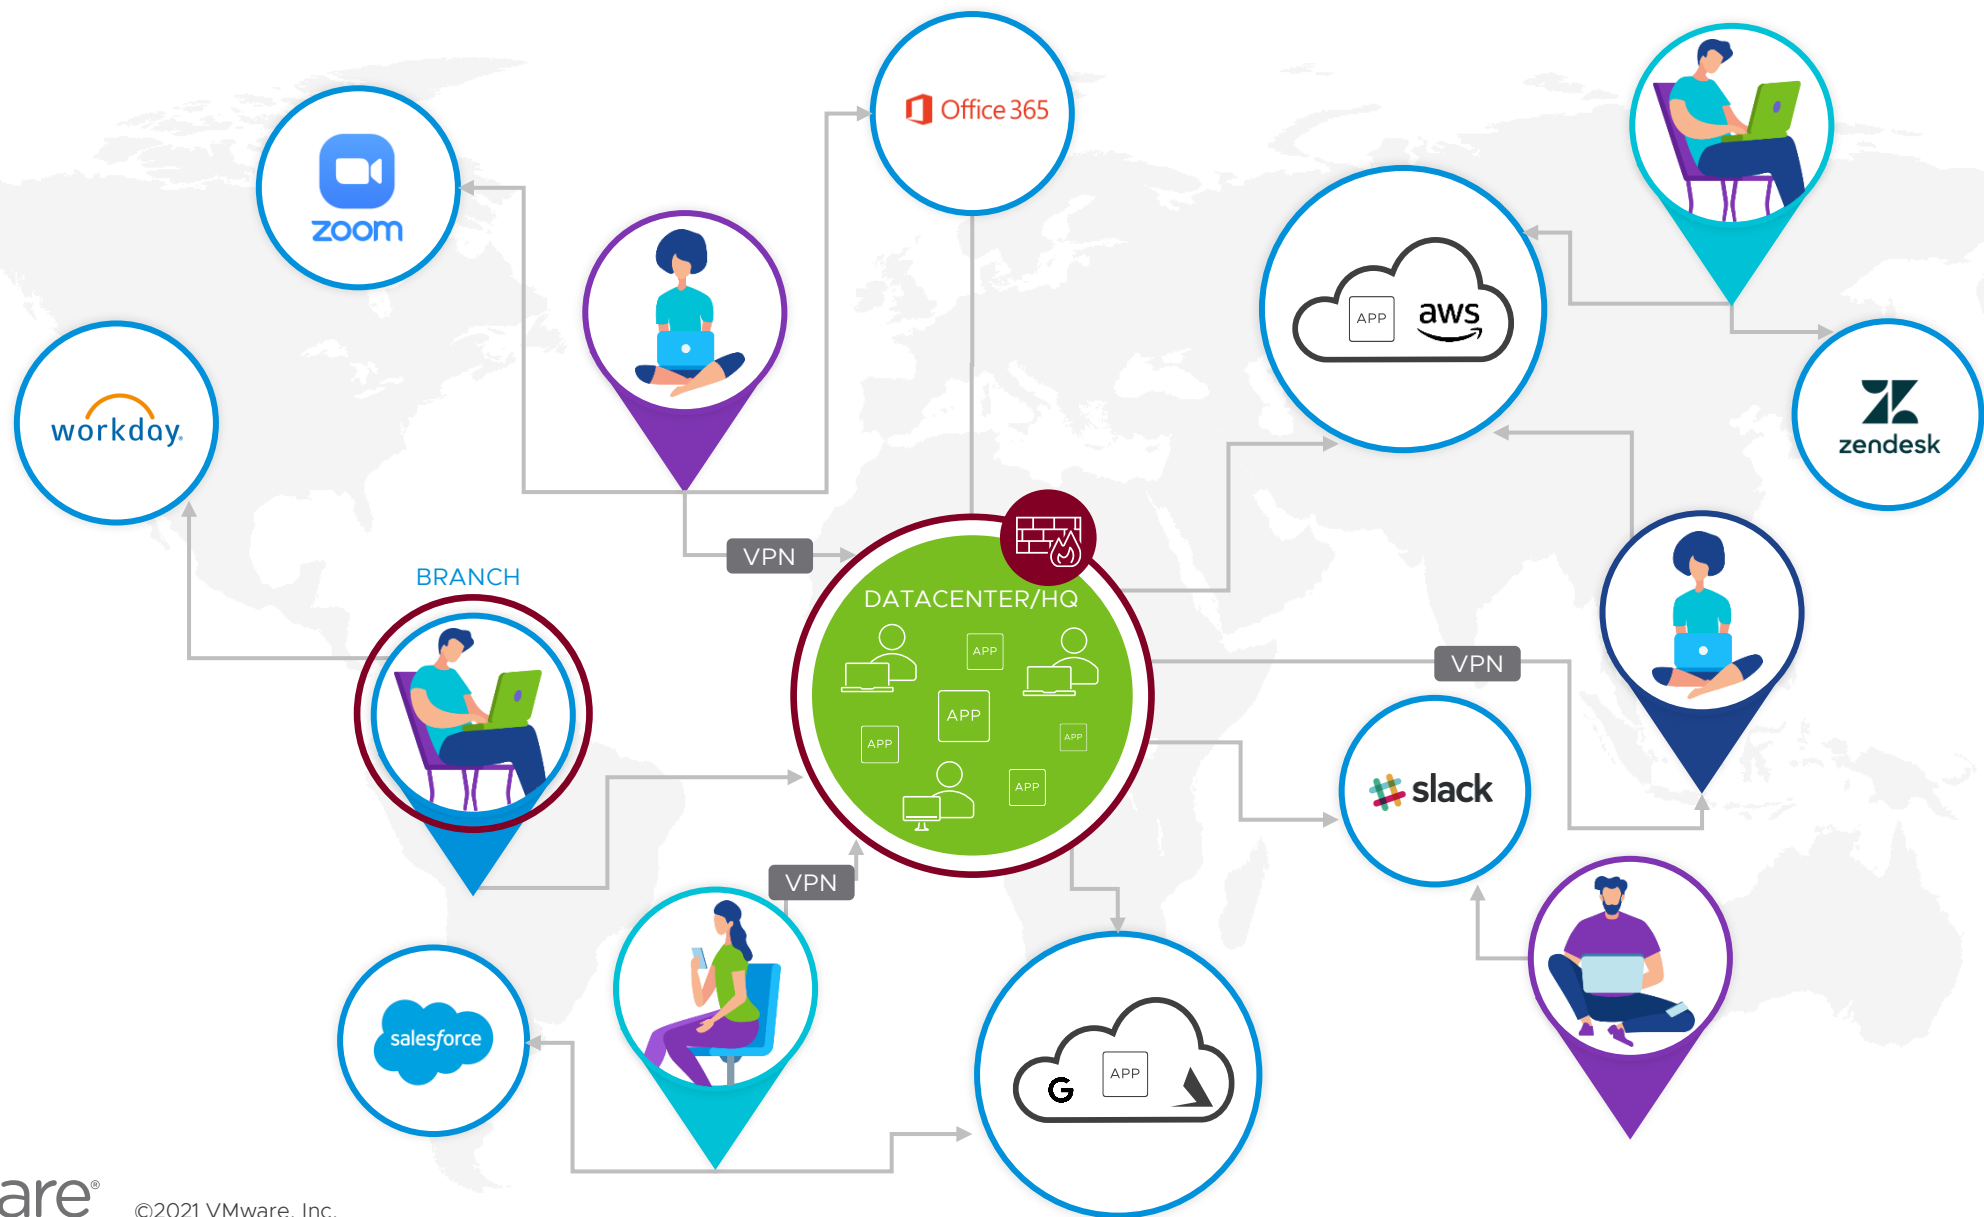 Office 365
zoom
APP
aws
workday.
zendesk
VPN
BRANCH
DATACENTER/HQ
APP
VPN
APP
APP
APP
slack
APP
VPN
salesforce
G
APP
are®
©2021 VMware, Inc.